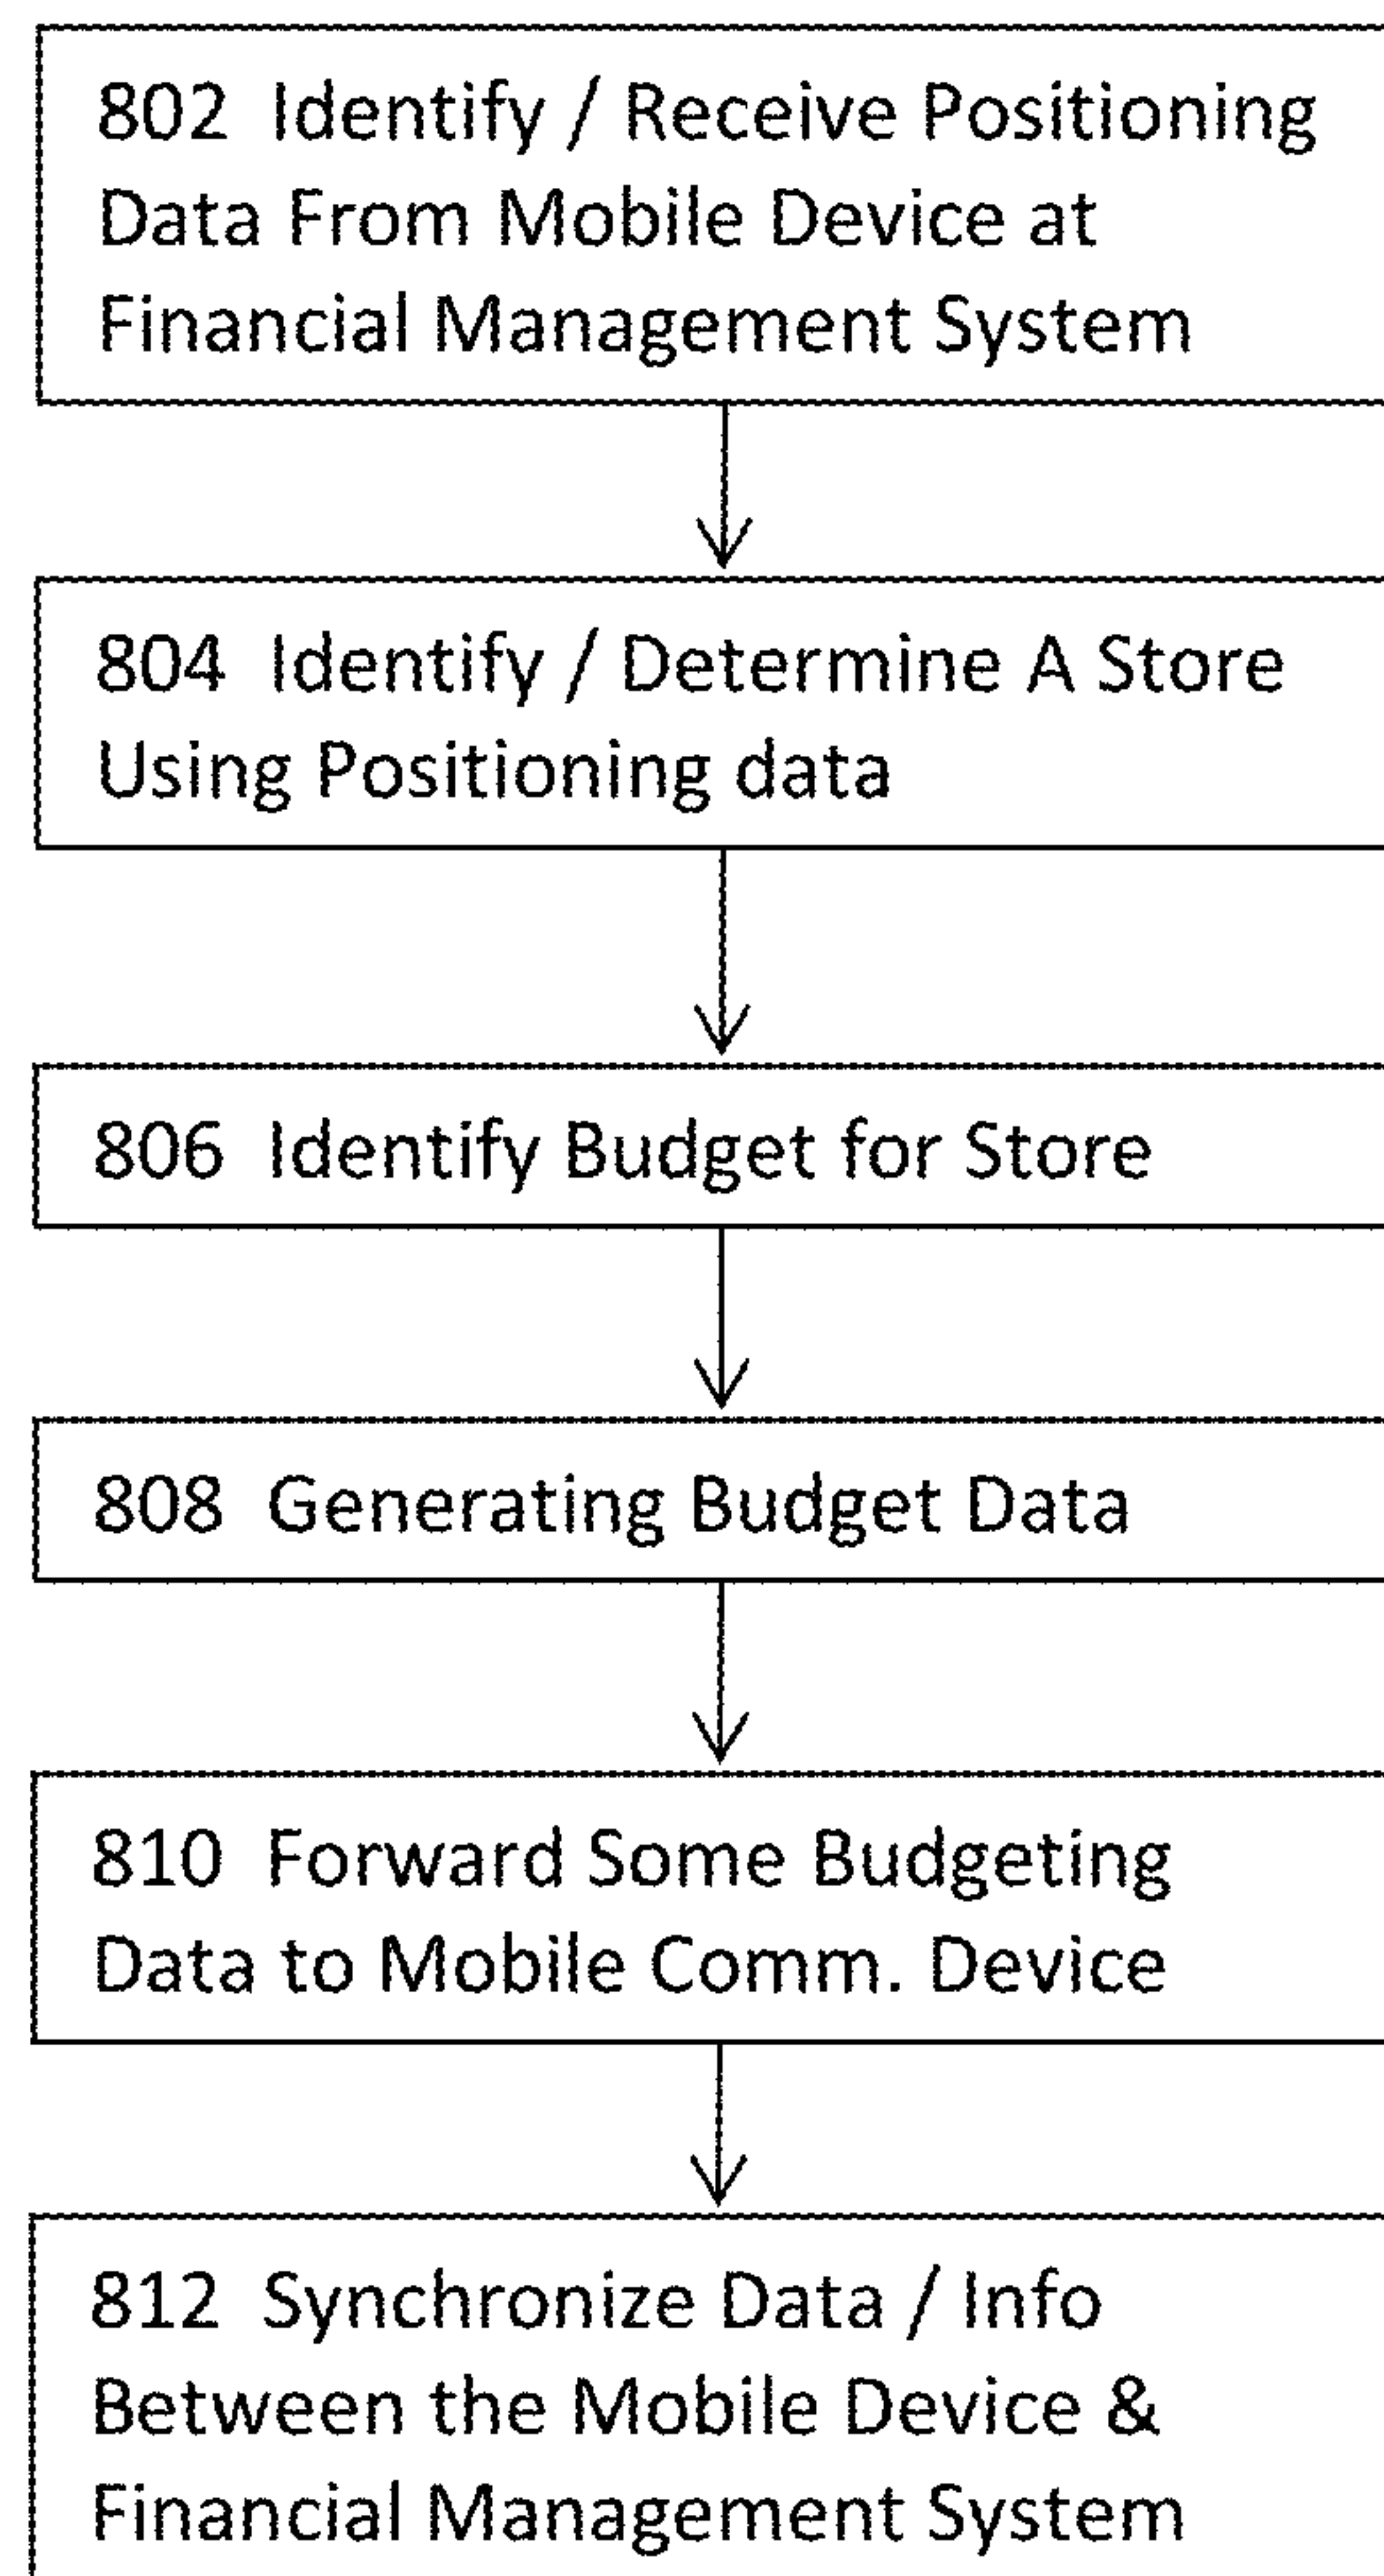 802 Identify / Receive Positioning
Data From Mobile Device at
Financial Management System
804 Identify / Determine A Store
Using Positioning data
806 Identify Budget for Store
808 Generating Budget Data
810 Forward Some Budgeting
Data to Mobile Comm. Device
812 Synchronize Data / Info
Between the Mobile Device &
Financial Management System